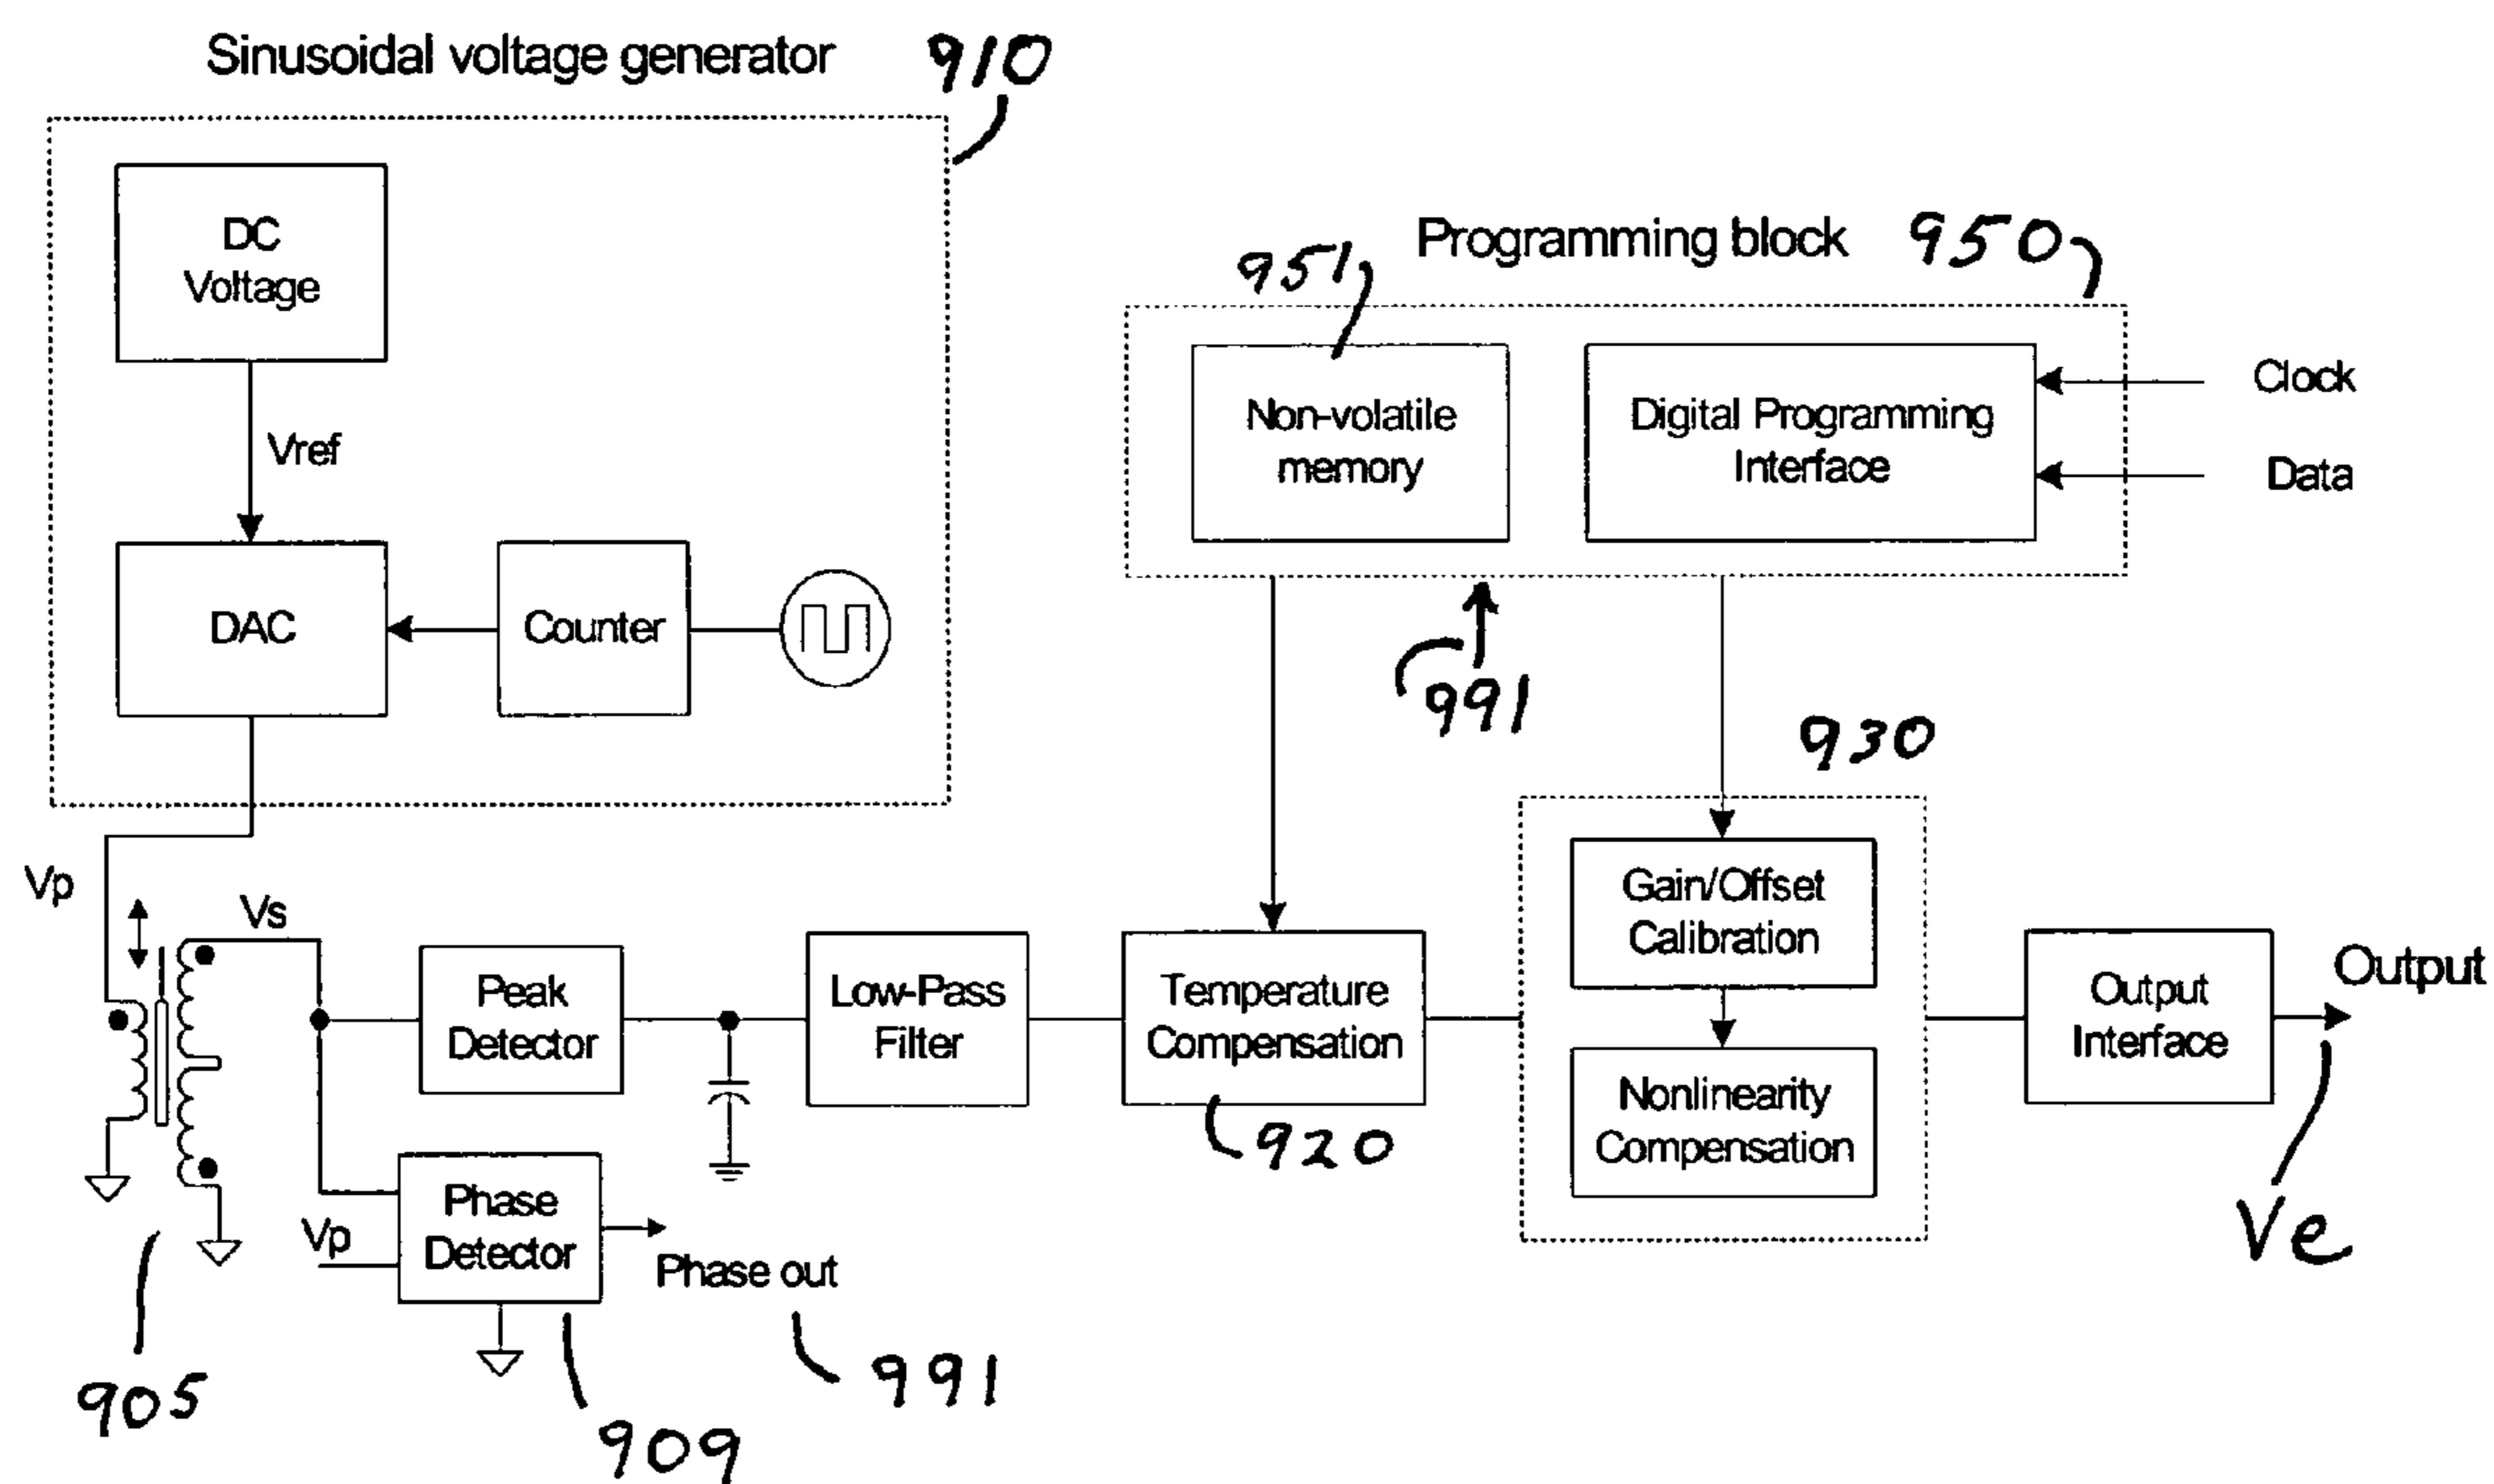 Sinusoidal voltage generator 910
DC
Voltage
Vref
DAC
Counter
Programming block 950
951
Non-volatile
memory
Digital Programming
Interface
Clock
Data
991
930
Vp
Vs
Peak
Detector
Low-Pass
Filter
Temperature
Compensation
920
Gain/Offset
Calibration
Nonlinearity
Compensation
Output
Interface
Output
Ve
Vp
Phase
Detector
Phase out
991
905
909